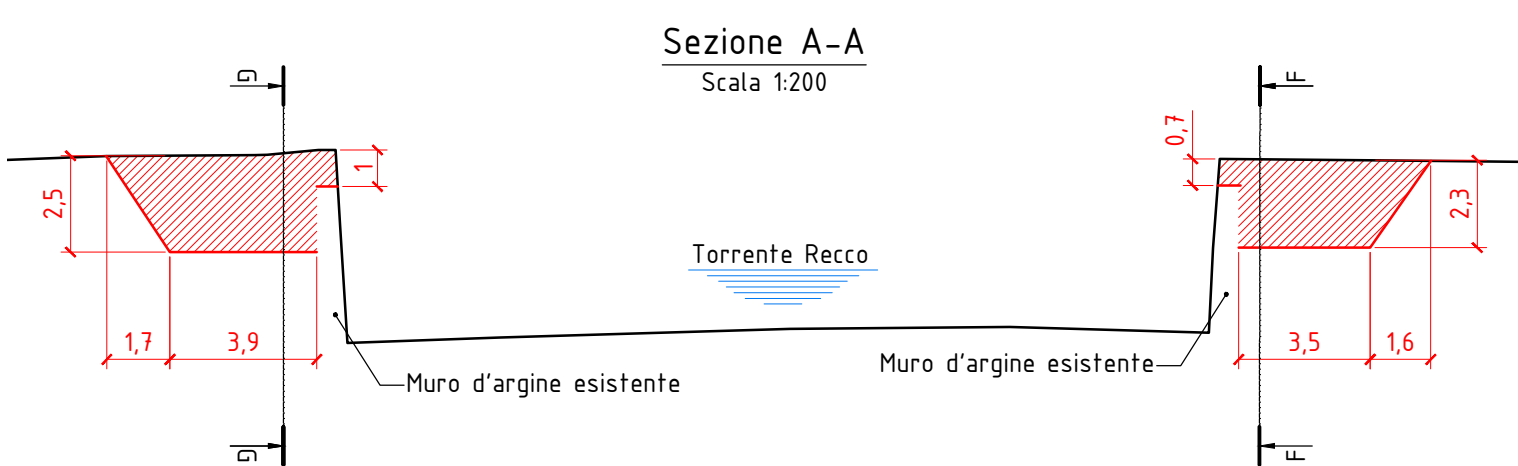 Sezione A-A
Scala 1:200
G
F
0,7
1
2,5
2,3
Torrente Recco
1,7
3,9
3,5
1,6
Muro d'argine esistente
Muro d'argine esistente
G
F